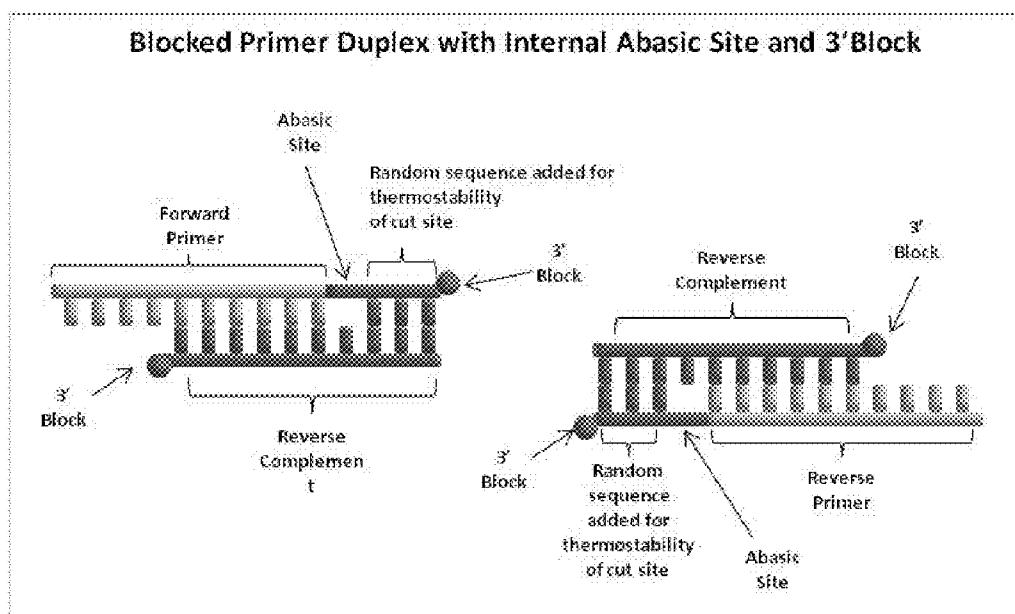 Blocked Primer Duplex with Internal Abasic Site and 3'Block
Abasic
Site
Random sequence added for
thermostability
of cut site
Forward
Primer
3'
Block
3'
Block
Reverse
Complemen
t
Reverse
Complement
3'
Block
3'
Block
Random
sequence
added for
thermostability
of cut site
Abasic
Site
Reverse
Primer